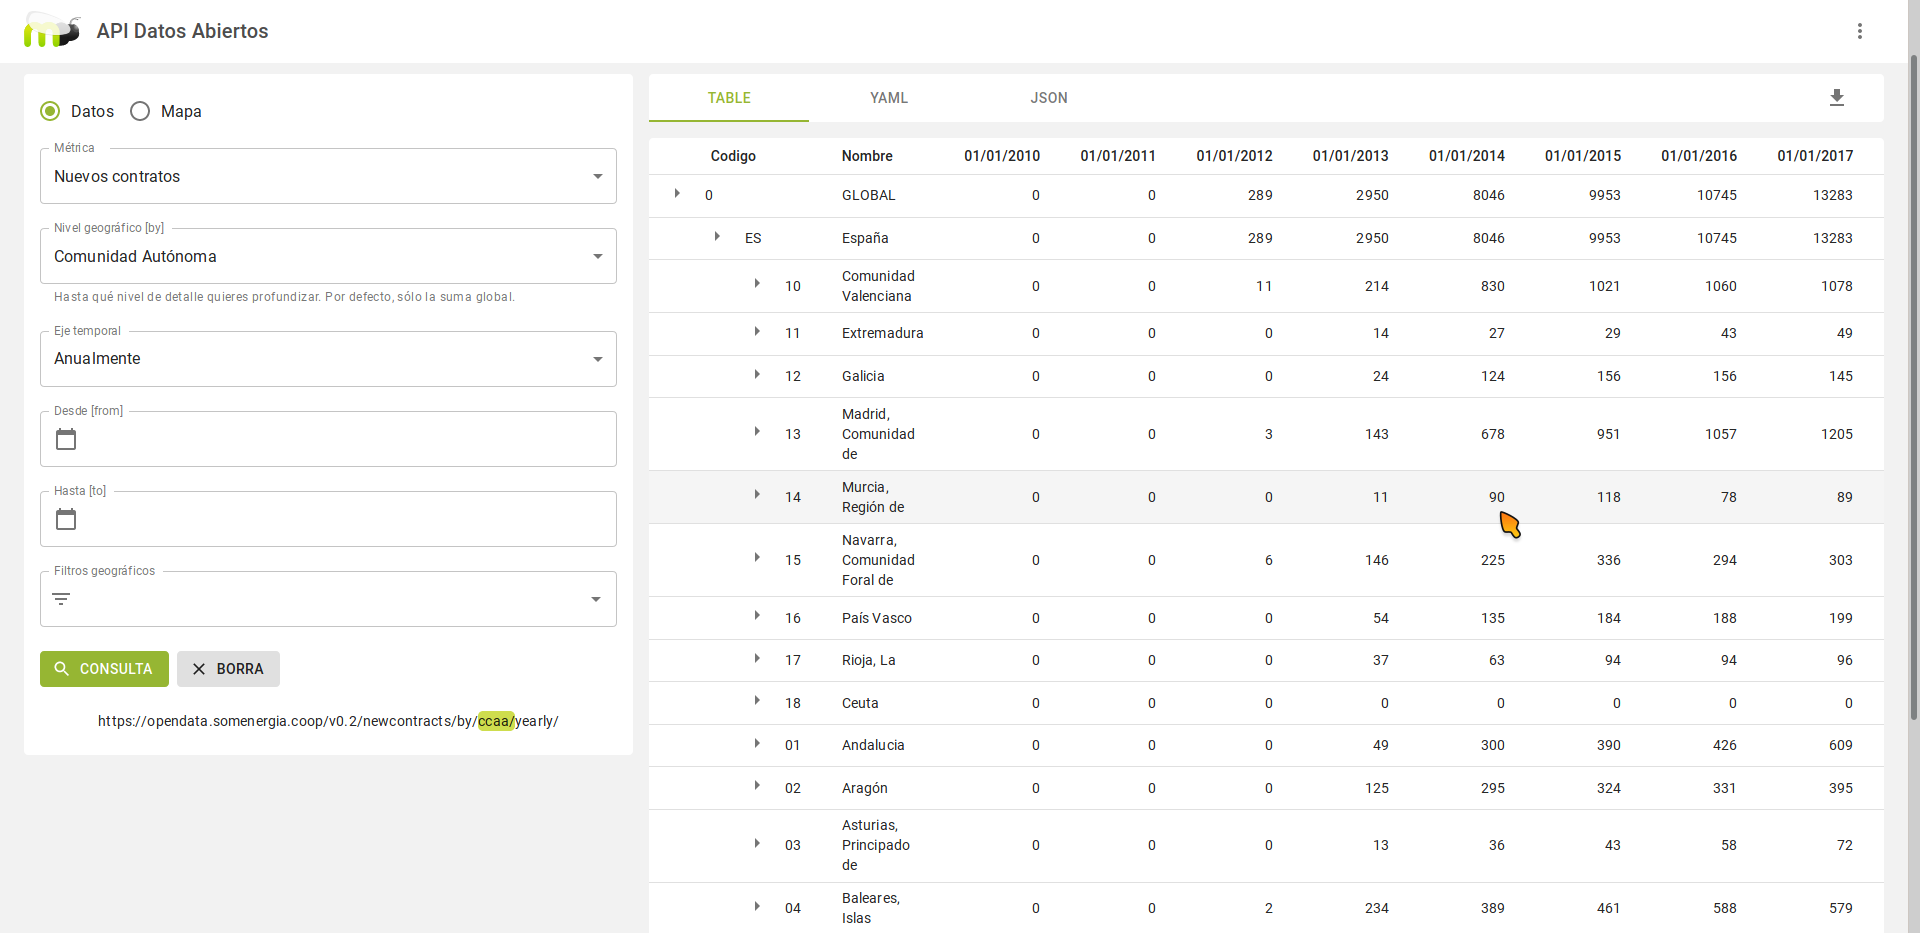 API Datos Abiertos
Datos Mapa
Métrica
Nuevos contratos
Nivel geográfico [by]
Comunidad Autónoma
Hasta qué nivel de detalle quieres profundizar. Por defecto, sólo la suma global.
Eje temporal
Anualmente
Desde [from]
Hasta [to]
Filtros geográficos
CONSULTA BORRA
https://opendata.somenergia.coop/v0.2/newcontracts/by/ccaa/yearly/
TABLE YAML JSON
Codigo Nombre 01/01/2010 01/01/2011 01/01/2012 01/01/2013 01/01/2014 01/01/2015 01/01/2016 01/01/2017
0 GLOBAL 0 0 289 2950 8046 9953 10745 13283
ES España 0 0 289 2950 8046 9953 10745 13283
Comunidad
10 0 0 11 214 830 1021 1060 1078
Valenciana
11 Extremadura 0 0 0 14 27 29 43 49
12 Galicia 0 0 0 24 124 156 156 145
Madrid,
13 Comunidad 0 0 3 143 678 951 1057 1205
de
Murcia,
14 0 0 0 11 90 118 78 89
Región de
Navarra,
15 Comunidad 0 0 6 146 225 336 294 303
Foral de
16 País Vasco 0 0 0 54 135 184 188 199
17 Rioja, La 0 0 0 37 63 94 94 96
18 Ceuta 0 0 0 0 0 0 0 0
01 Andalucia 0 0 0 49 300 390 426 609
02 Aragón 0 0 0 125 295 324 331 395
Asturias,
03 Principado 0 0 0 13 36 43 58 72
de
Baleares,
04 0 0 2 234 389 461 588 579
Islas